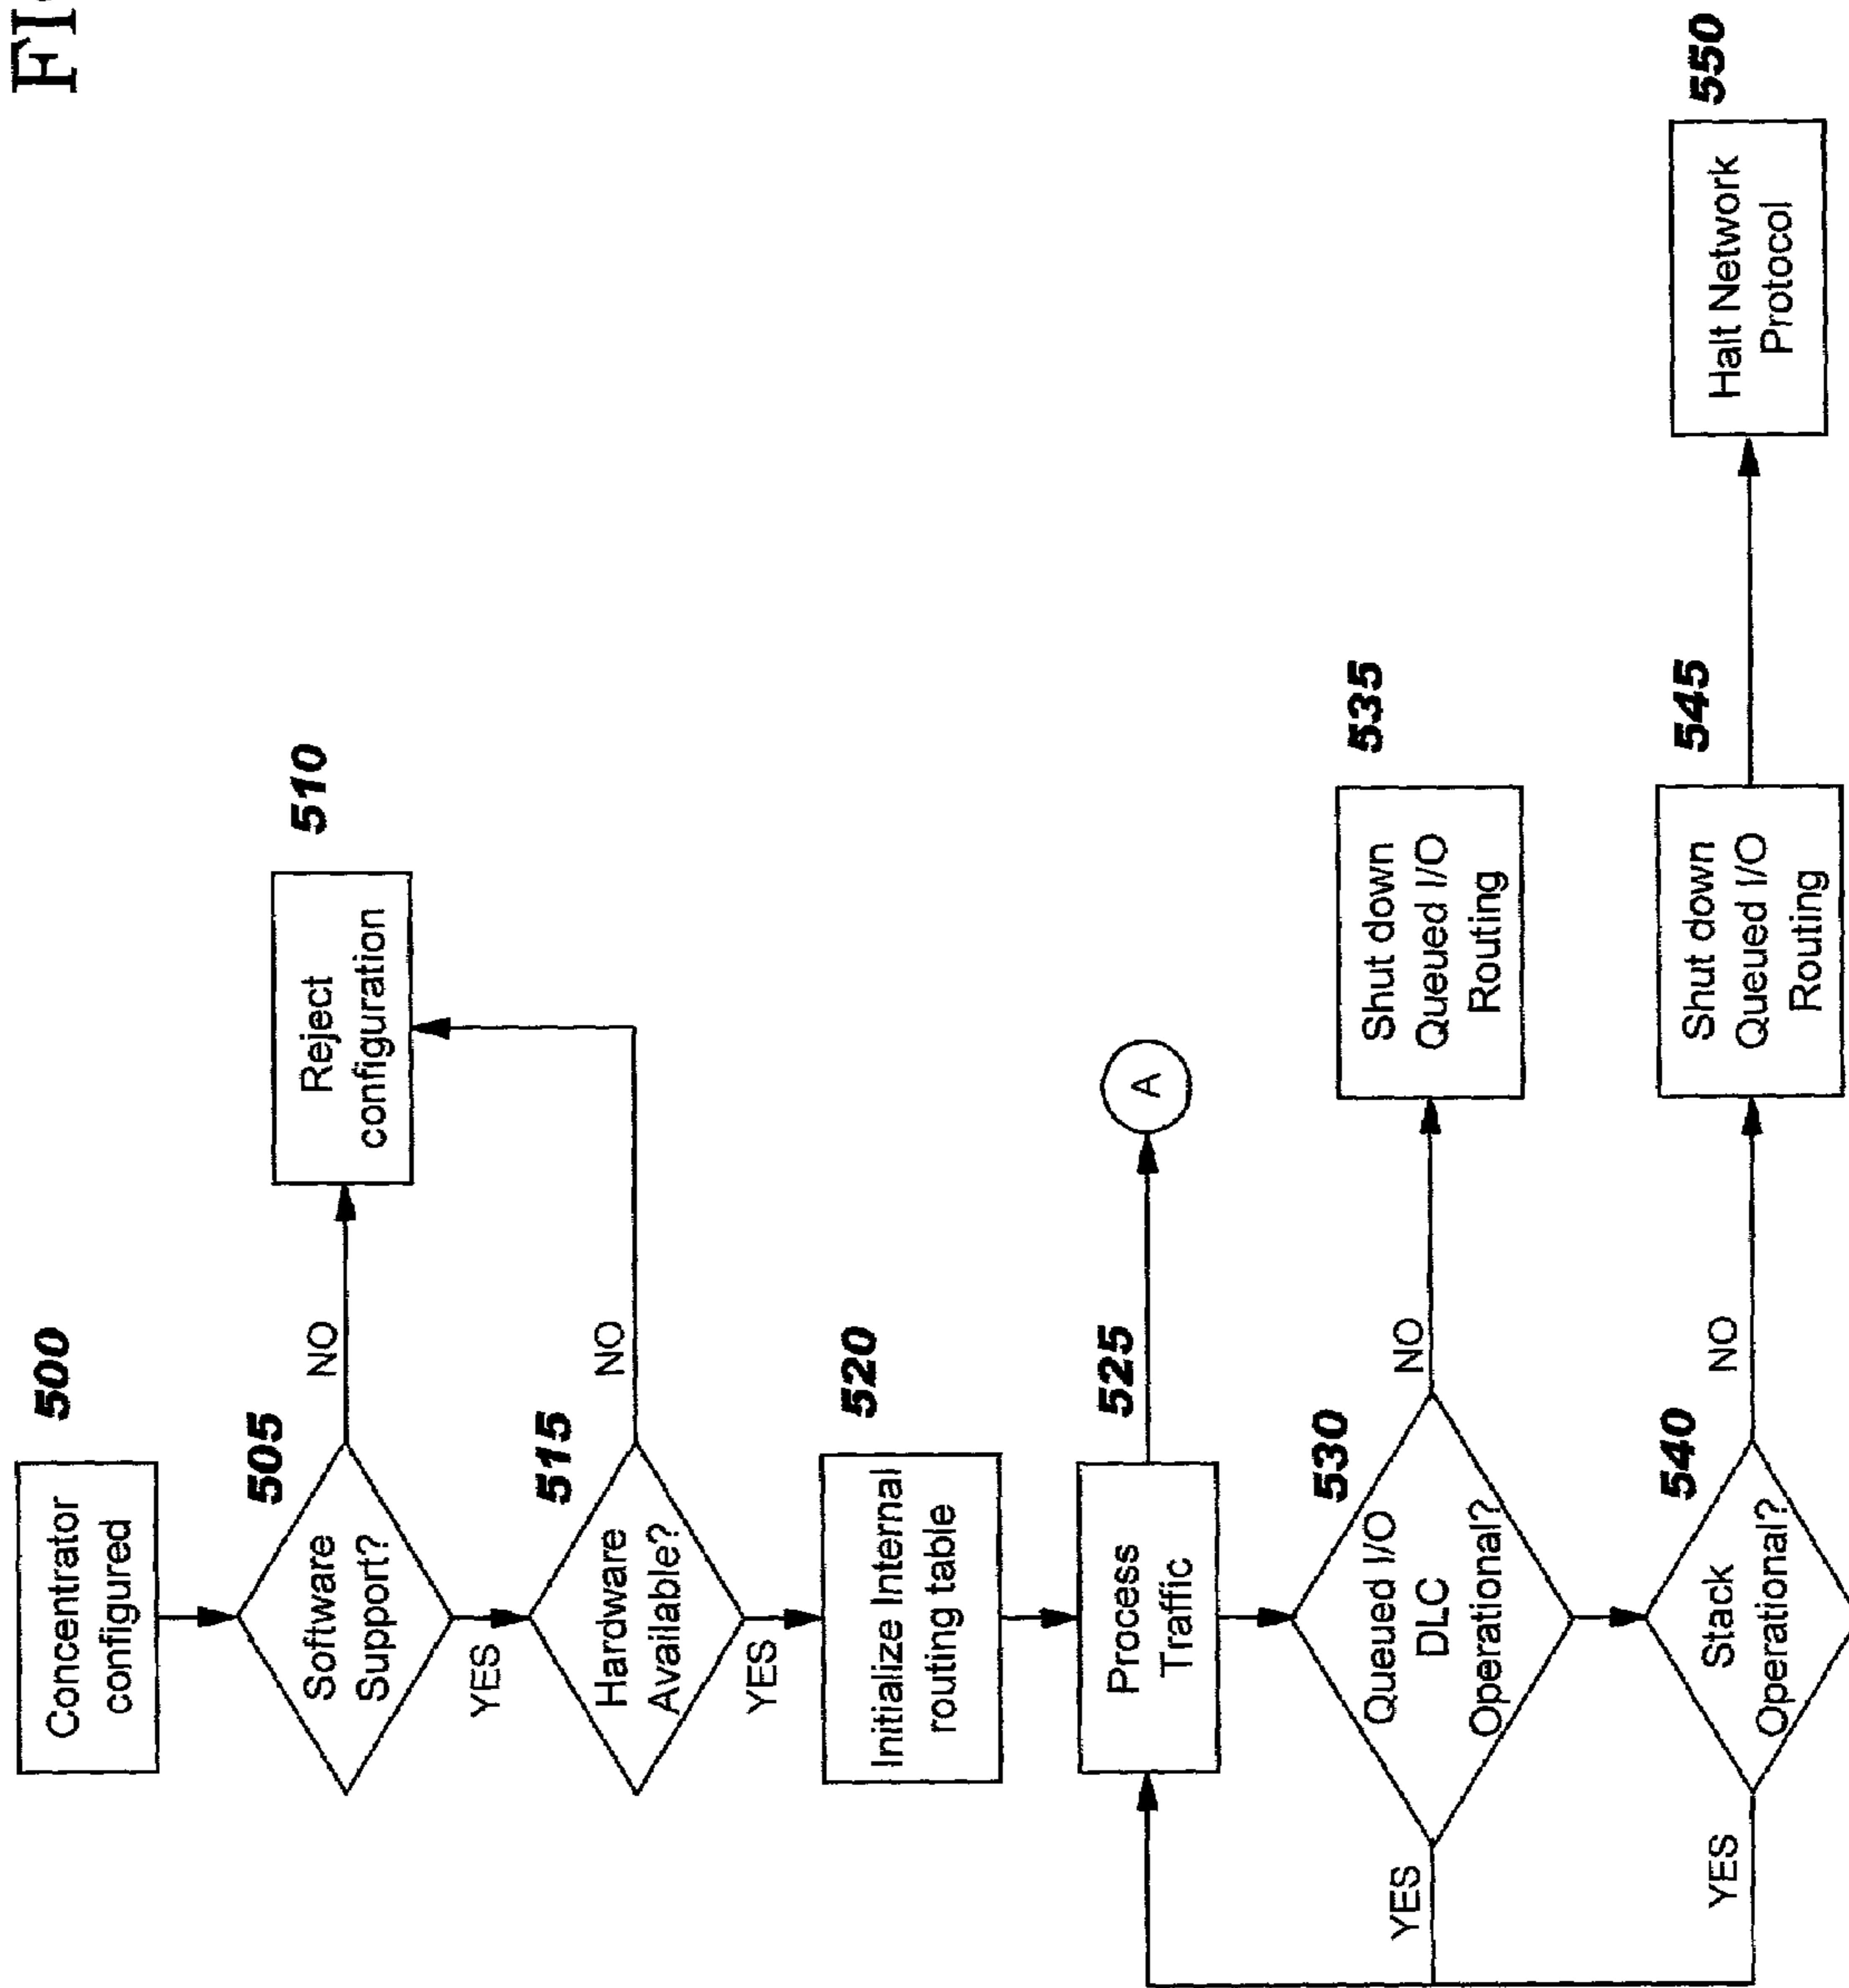 Concentrator
configured
500
Software
Support?
505
NO
YES
Reject
configuration
510
Hardware
Available?
515
NO
YES
Initialize Internal
routing table
520
Process
Traffic
525
A
Queued I/O
DLC
Operational?
530
NO
YES
Shut down
Queued I/O
Routing
535
Stack
Operational?
540
NO
YES
Shut down
Queued I/O
Routing
545
Halt Network
Protocol
550